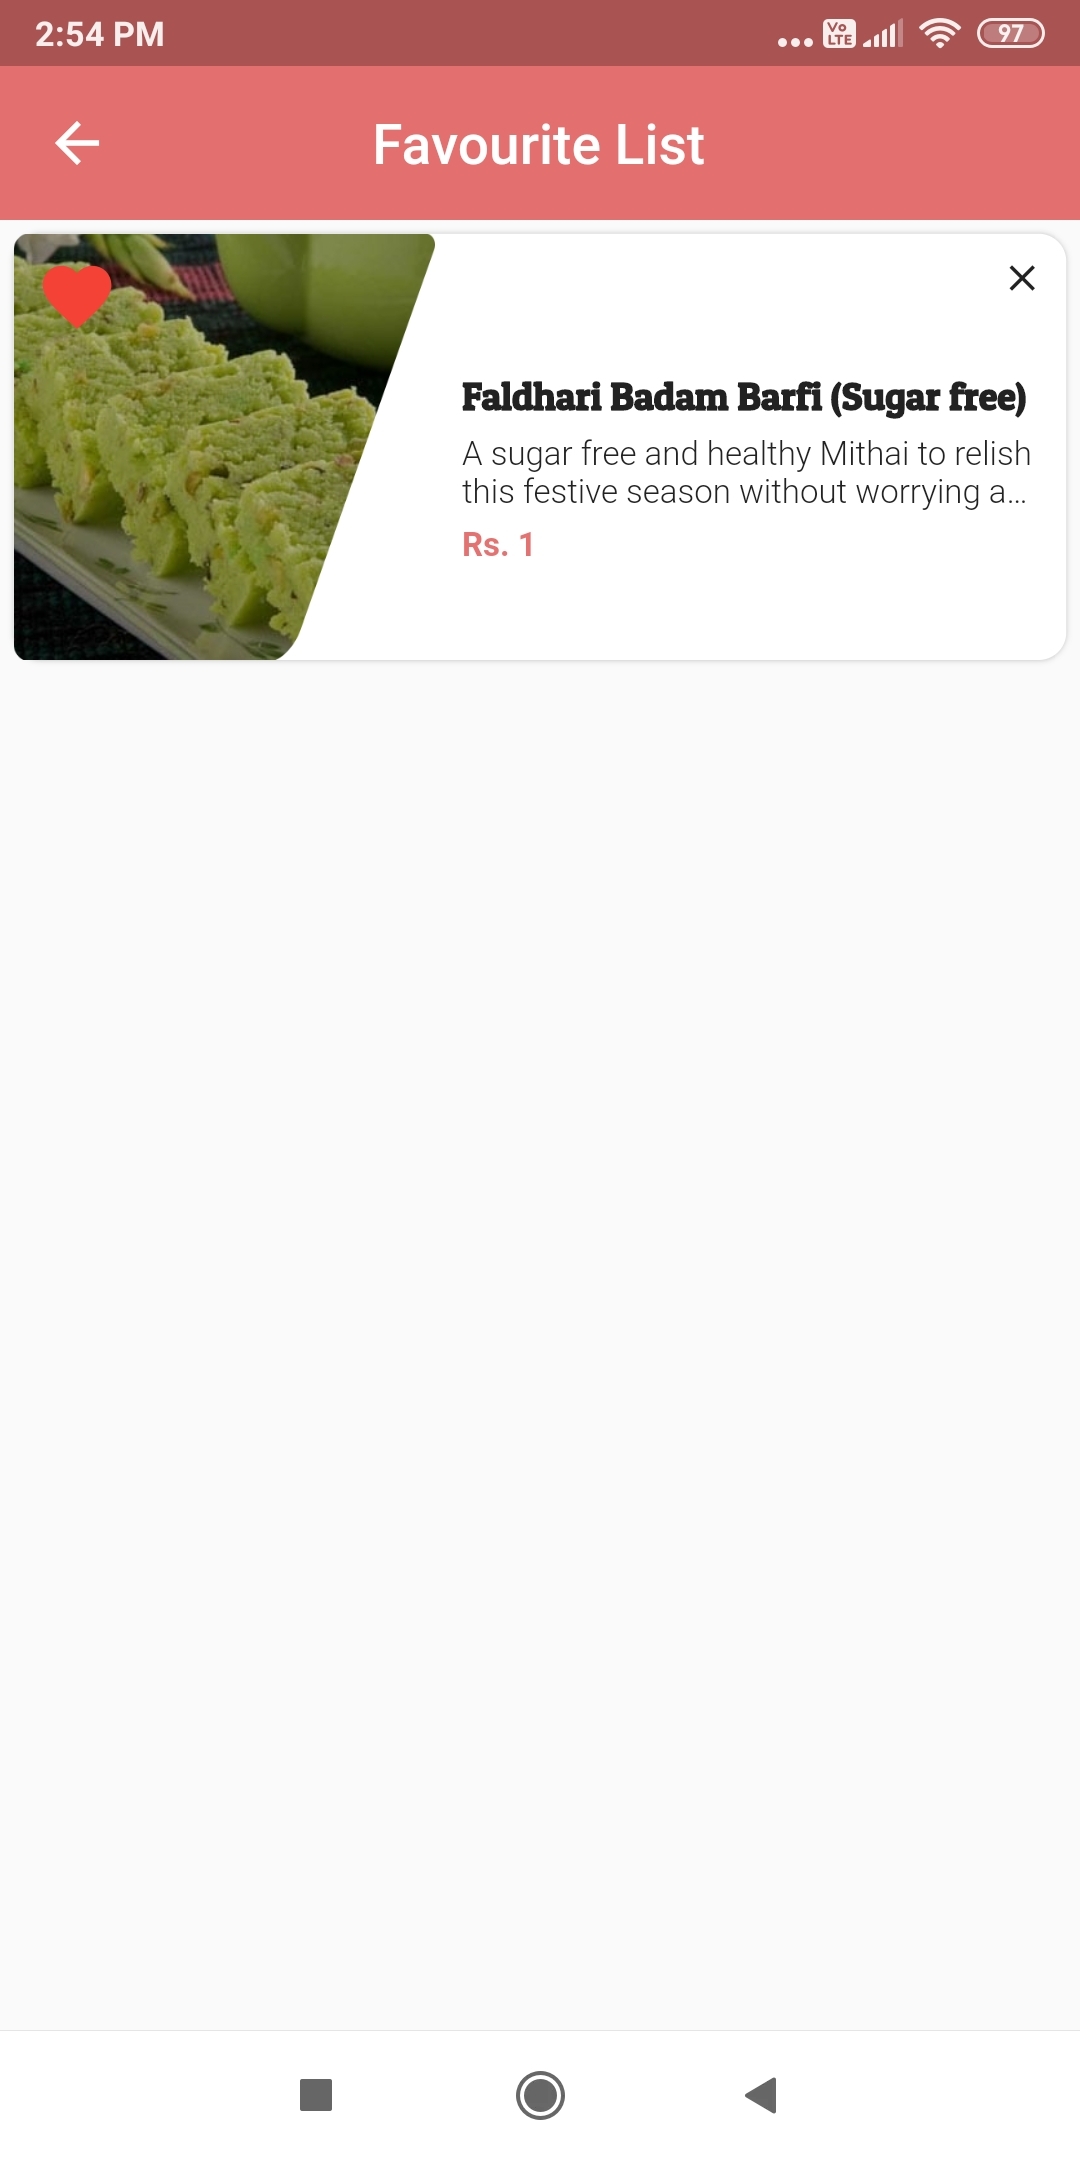 2:54 PM
Vo LTE
97
Favourite List
Faldhari Badam Barfi (Sugar free)
A sugar free and healthy Mithai to relish
this festive season without worrying a...
Rs. 1